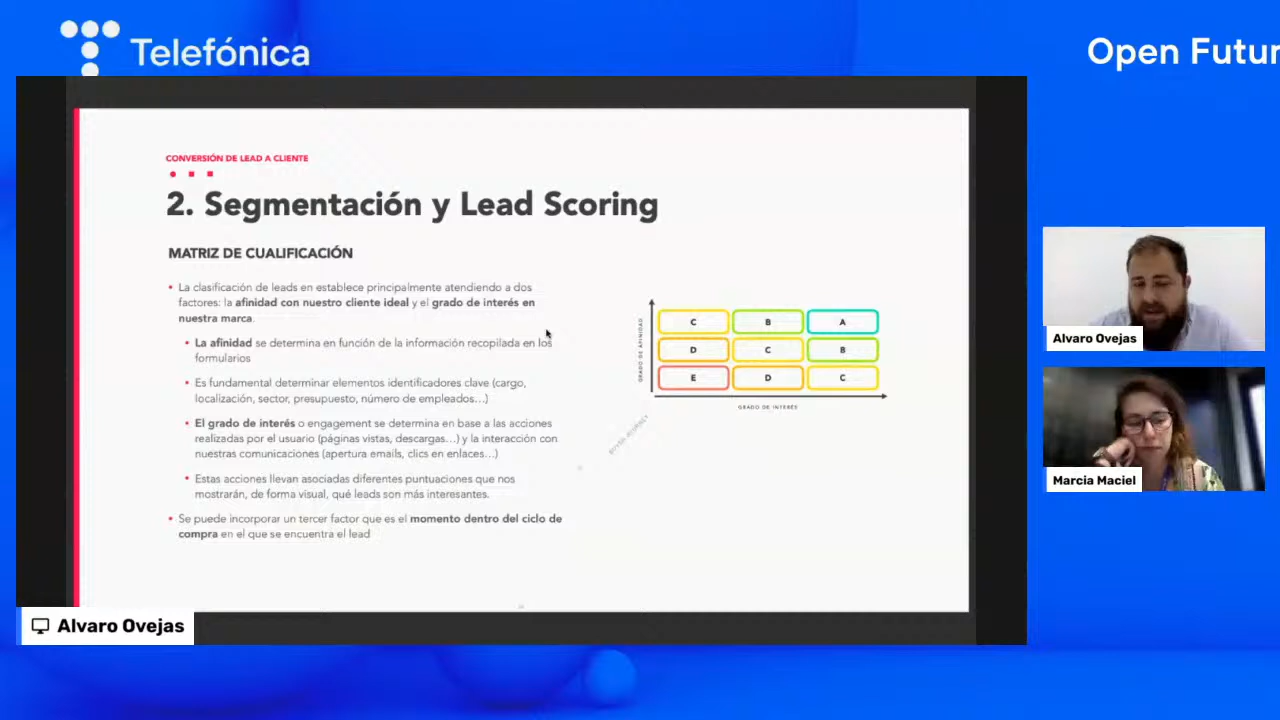 Telefónica
Open Futur
CONVERSIÓN DE LEAD A CLIENTE
2. Segmentación y Lead Scoring
MATRIZ DE CUALIFICACIÓN
• La clasificación de leads en establece principalmente atendiendo a dos
factores: la afinidad con nuestro cliente ideal y el grado de interés en
nuestra marca.
• La afinidad se determina en función de la información recopilada en los
formularios
• Es fundamental determinar elementos identificadores clave (cargo,
localización, sector, presupuesto, número de empleados...)
• El grado de interés o engagement se determina en base a las acciones
realizadas por el usuario (páginas vistas, descargas...) y la interacción con
nuestras comunicaciones (apertura emails, clics en enlaces...)
• Estas acciones llevan asociadas diferentes puntuaciones que nos
mostrarán, de forma visual, qué leads son más interesantes.
• Se puede incorporar un tercer factor que es el momento dentro del ciclo de
compra en el que se encuentra el lead
GRADO DE AFINIDAD
C B A
D C B
E D C
GRADO DE INTERÉS
BUYER JOURNEY
Alvaro Ovejas
Marcia Maciel
Alvaro Ovejas